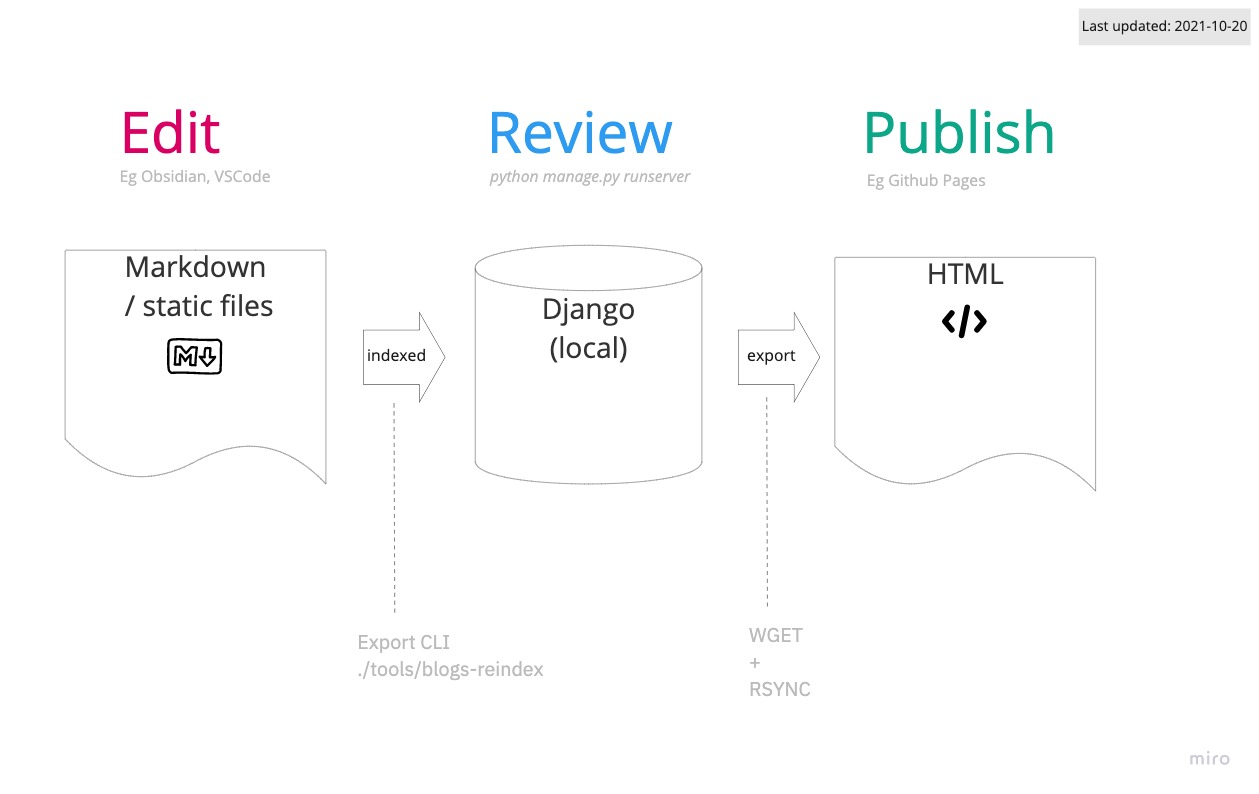 Last updated: 2021-10-20
Edit
Eg Obsidian, VSCode
Review
python manage.py runserver
Publish
Eg Github Pages
Markdown
/ static files
M
indexed
Django
(local)
export
HTML
</>
Export CLI
./tools/blogs-reindex
WGET
+
RSYNC
miro